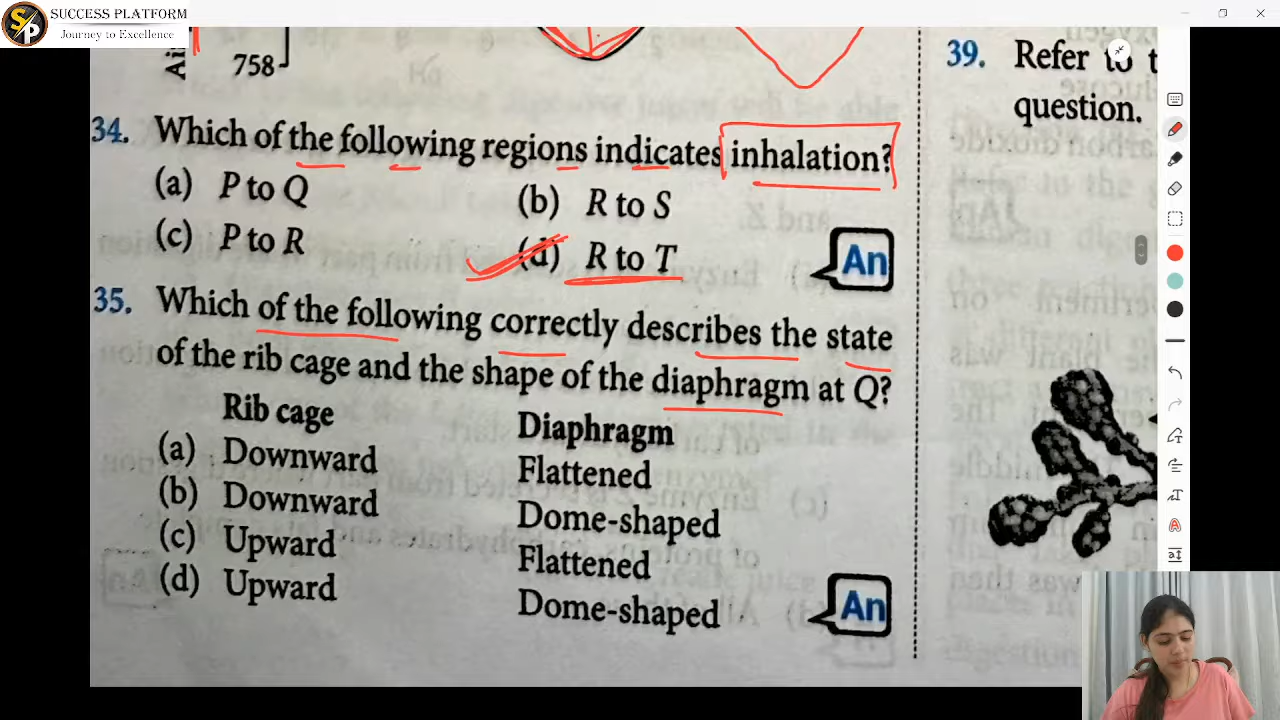 SUCCESS PLATFORM
Journey to Excellence
758
34. Which of the following regions indicates inhalation?
(a) P to Q
(b) R to S
(c) P to R
(d) R to T
An
35. Which of the following correctly describes the state
of the rib cage and the shape of the diaphragm at Q?
Rib cage Diaphragm
(a) Downward Flattened
(b) Downward Dome-shaped
(c) Upward Flattened
(d) Upward Dome-shaped
An
39. Refer to t
question.